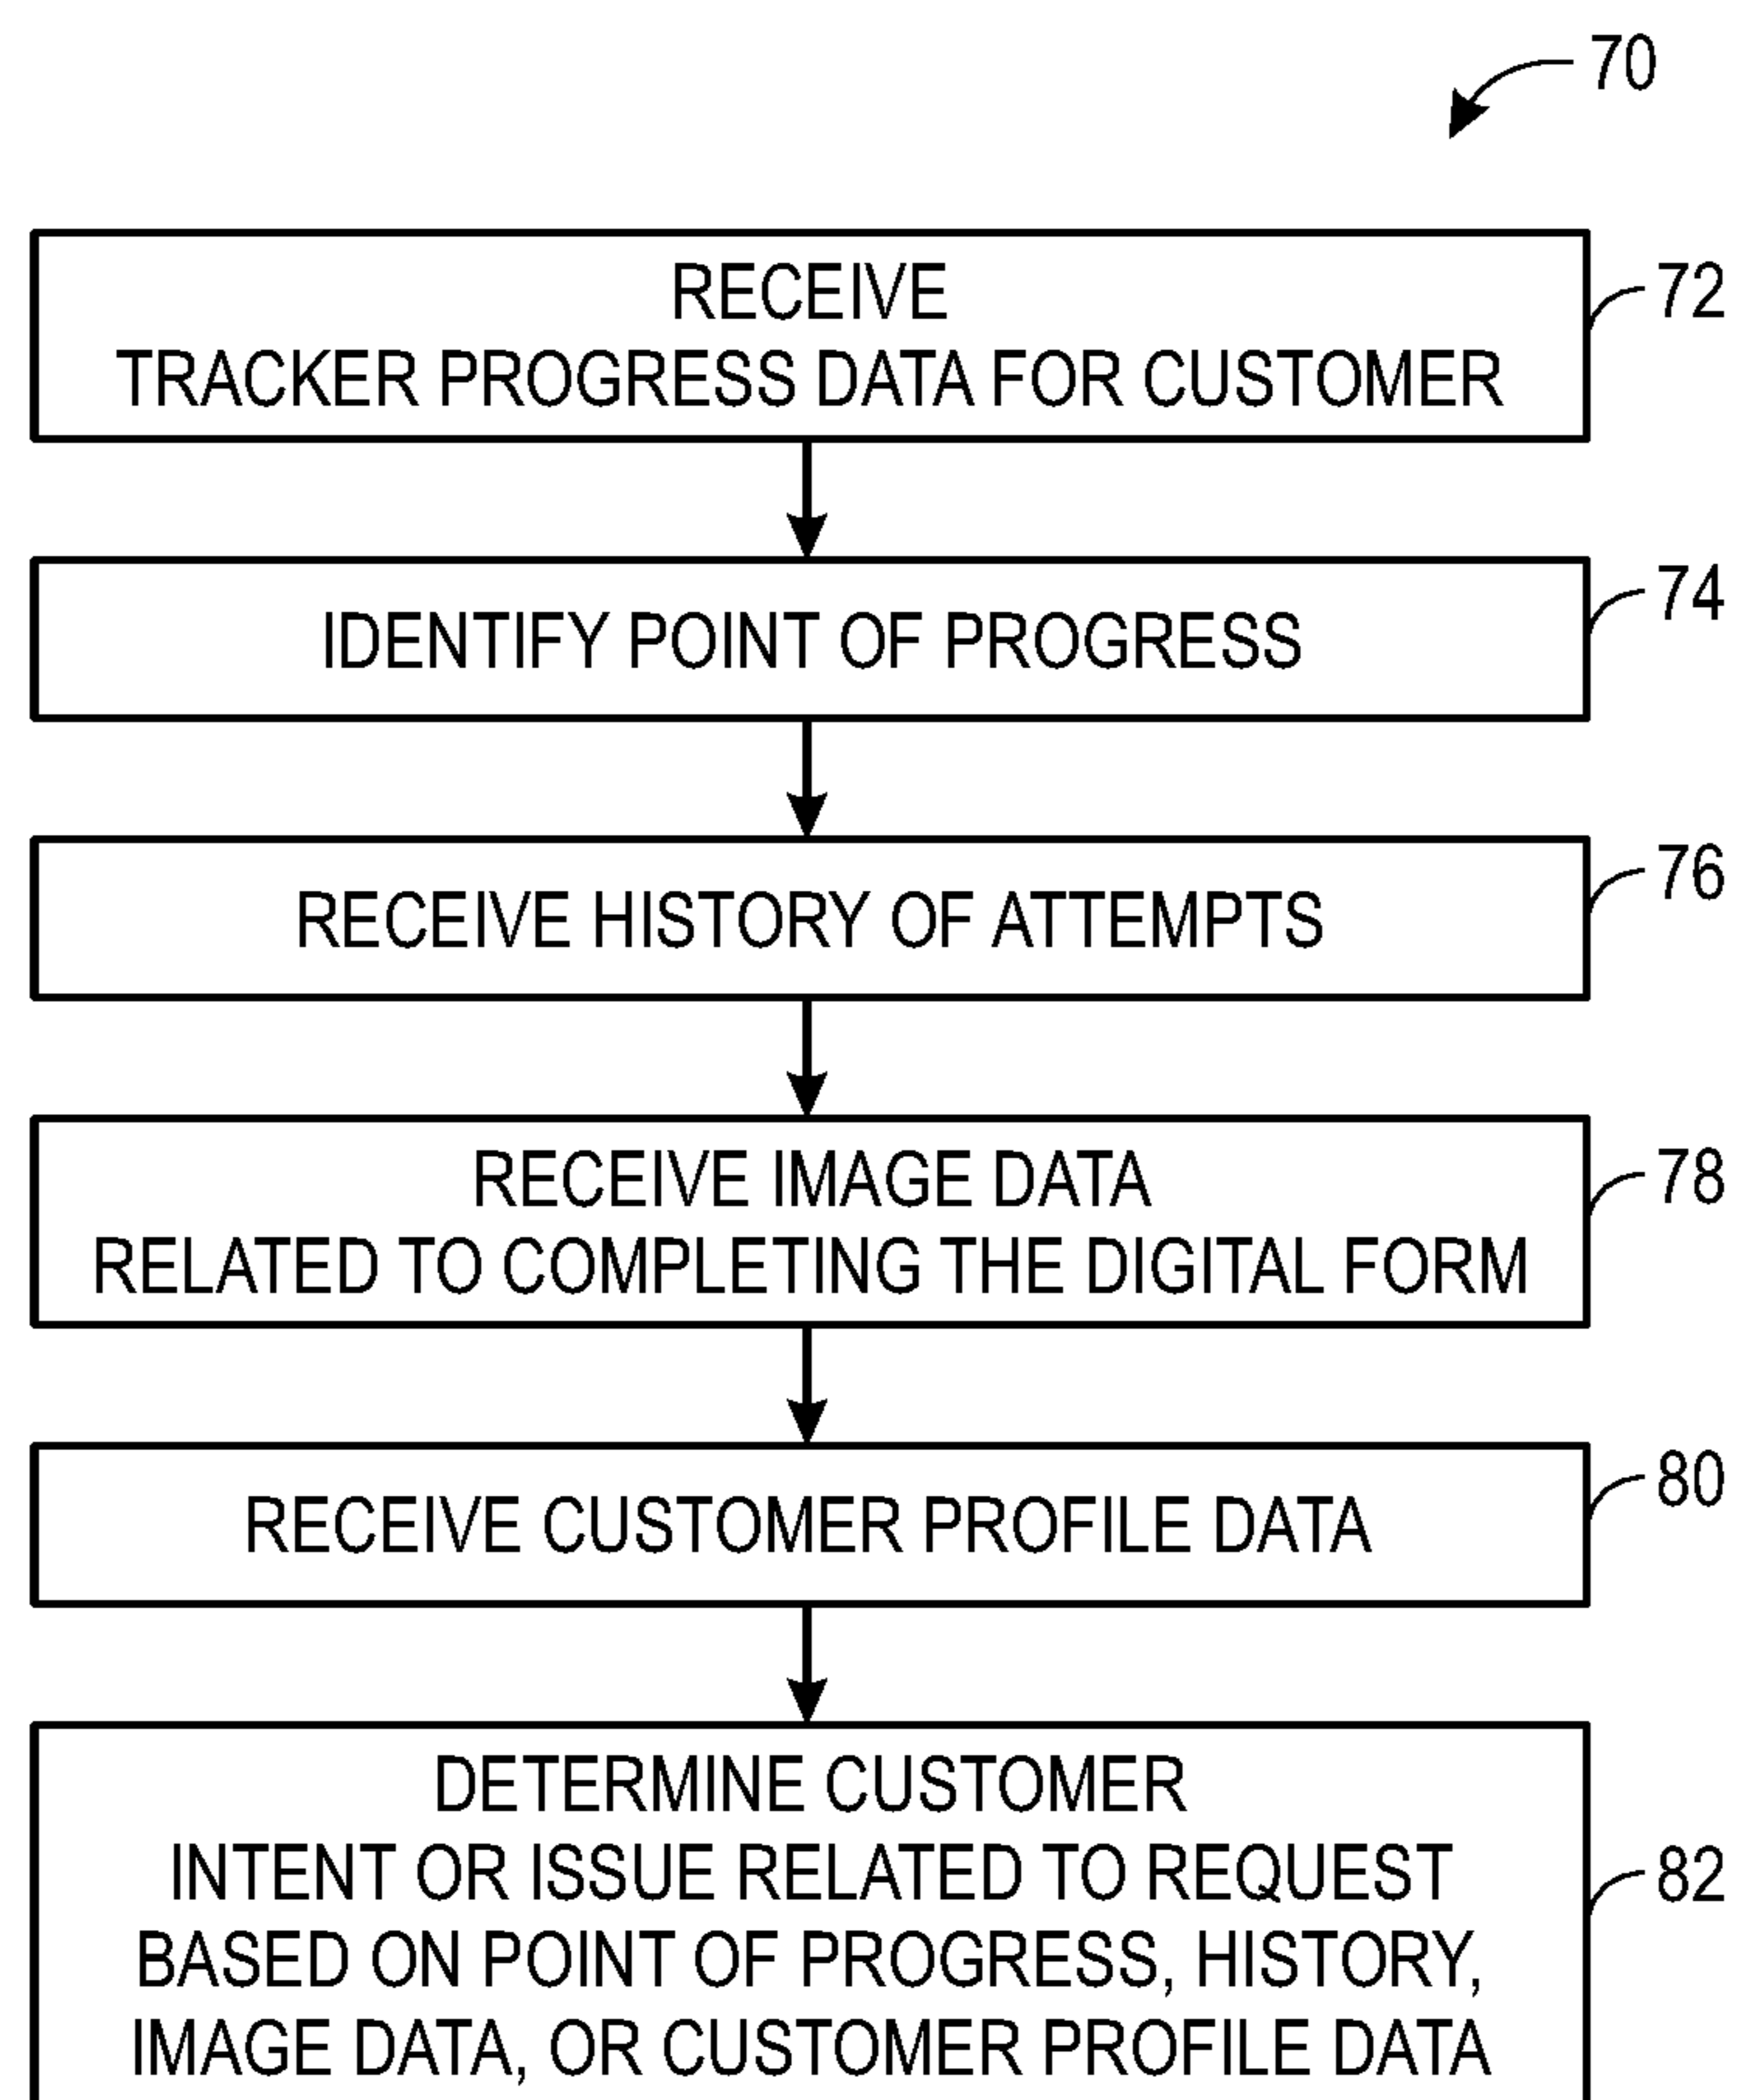 70
RECEIVE
TRACKER PROGRESS DATA FOR CUSTOMER
72
IDENTIFY POINT OF PROGRESS
74
RECEIVE HISTORY OF ATTEMPTS
76
RECEIVE IMAGE DATA
RELATED TO COMPLETING THE DIGITAL FORM
78
RECEIVE CUSTOMER PROFILE DATA
80
DETERMINE CUSTOMER
INTENT OR ISSUE RELATED TO REQUEST
BASED ON POINT OF PROGRESS, HISTORY,
IMAGE DATA, OR CUSTOMER PROFILE DATA
82